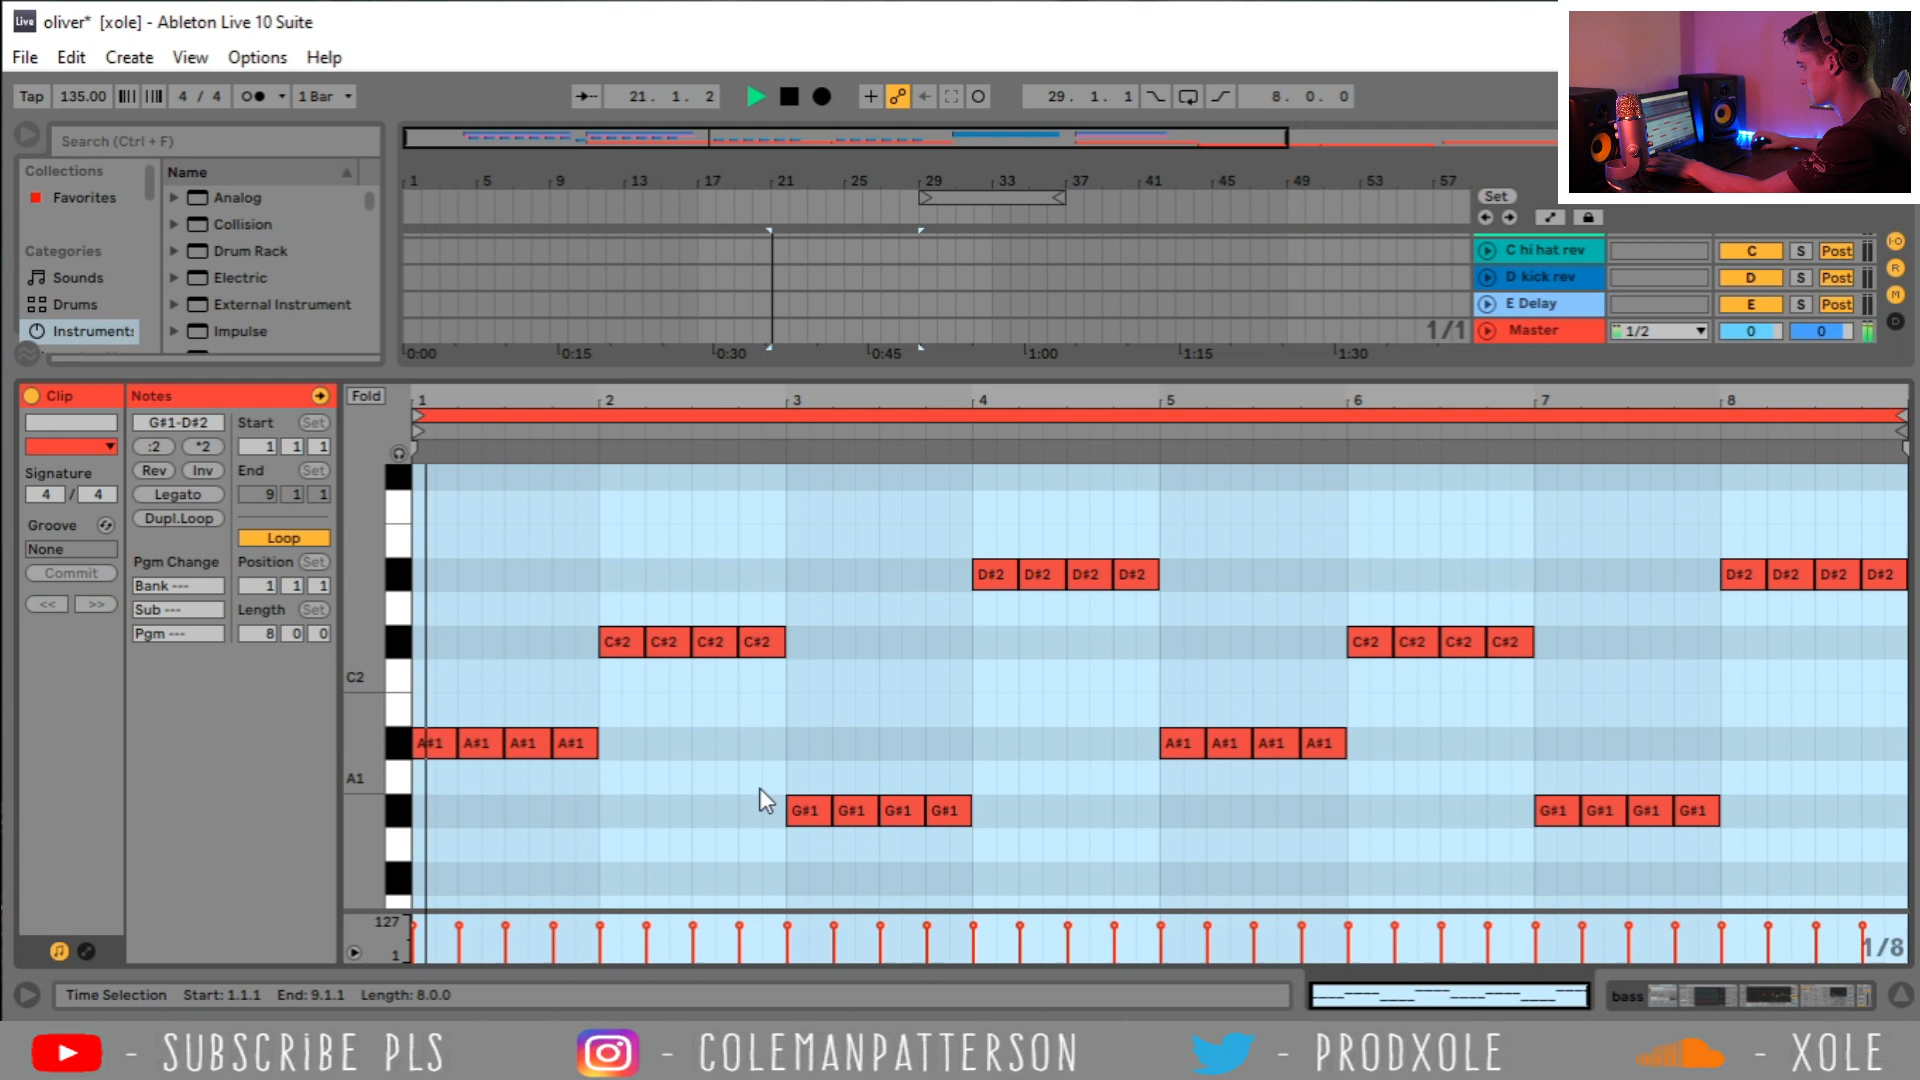 Live oliver* [xole] - Ableton Live 10 Suite
File Edit Create View Options Help
Tap 135.00 4 / 4 1 Bar 21. 1. 2 29. 1. 1 8. 0. 0
Search (Ctrl + F)
Collections
Favorites
Categories
Sounds
Drums
Instruments
Name
Analog
Collision
Drum Rack
Electric
External Instrument
Impulse
1 5 9 13 17 21 25 29 33 37 41 45 49 53 57
Set
C hi hat rev C S Post
D kick rev D S Post
E Delay E S Post
1/1 Master 1/2 0 0
I·O
R
M
D
0:00 0:15 0:30 0:45 1:00 1:15 1:30
Clip
Signature
4 / 4
Groove
None
Commit
<< >>
Notes
G#1-D#2
:2 *2
Rev Inv
Legato
Dupl.Loop
Pgm Change
Bank ---
Sub ---
Pgm ---
Start Set
1 1 1
End Set
9 1 1
Loop
Position Set
1 1 1
Length Set
8 0 0
Fold 1 2 3 4 5 6 7 8
D#2 D#2 D#2 D#2 D#2 D#2 D#2 D#2
C#2 C#2 C#2 C#2 C#2 C#2 C#2 C#2
C2
A#1 A#1 A#1 A#1 A#1 A#1 A#1 A#1
A1
G#1 G#1 G#1 G#1 G#1 G#1 G#1 G#1
127
1 1/8
Time Selection Start: 1.1.1 End: 9.1.1 Length: 8.0.0 bass
- SUBSCRIBE PLS - COLEMANPATTERSON - PRODXOLE - XOLE